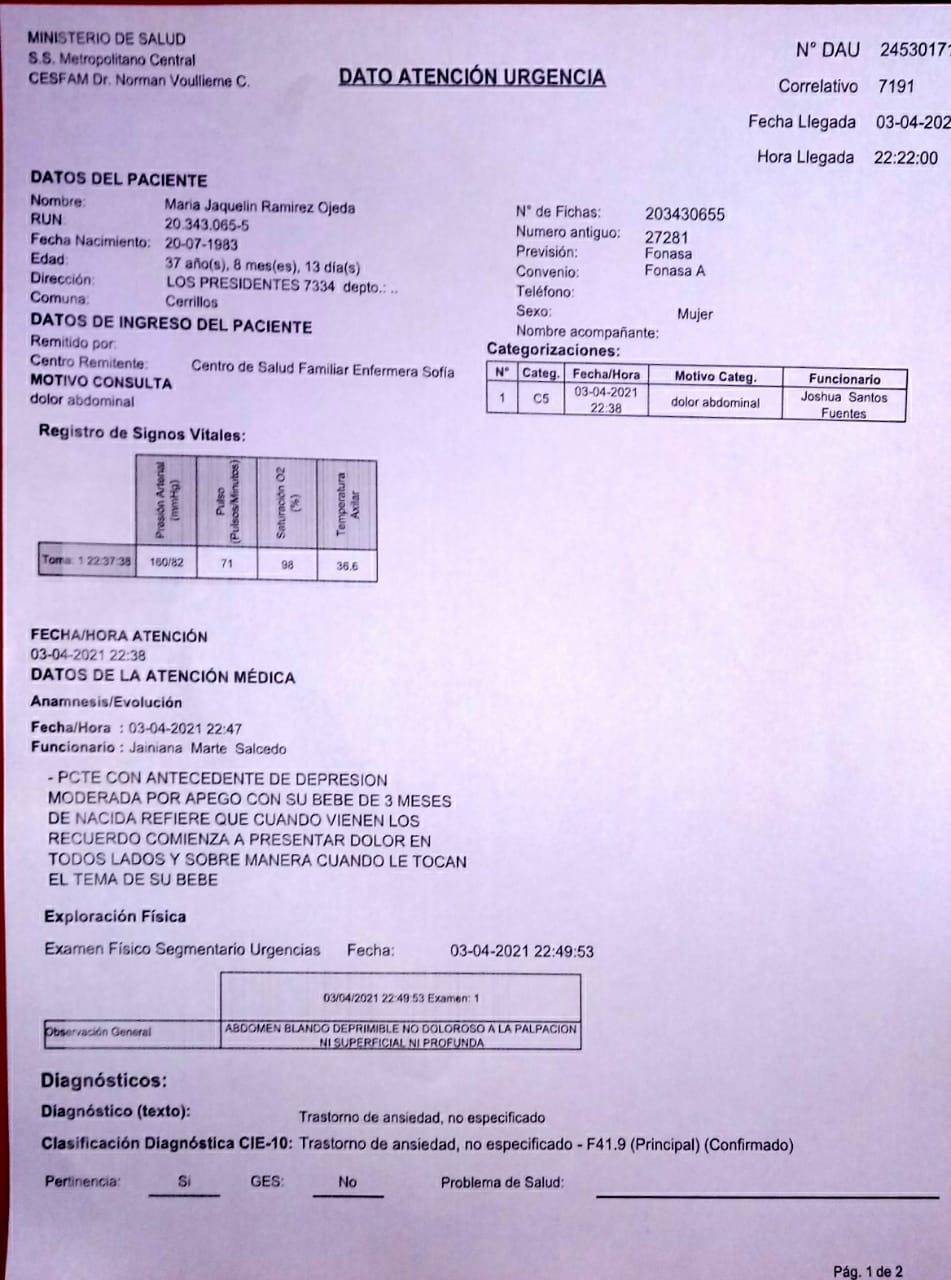 MINISTERIO DE SALUD
S.S. Metropolitano Central
CESFAM Dr. Norman Voullieme C.
DATO ATENCIÓN URGENCIA
N° DAU 2453017
Correlativo 7191
Fecha Llegada 03-04-202
Hora Llegada 22:22:00
DATOS DEL PACIENTE
Nombre: Maria Jaquelin Ramirez Ojeda
RUN 20.343.065-5
Fecha Nacimiento: 20-07-1983
Edad: 37 año(s), 8 mes(es), 13 día(s)
Dirección: LOS PRESIDENTES 7334 depto.: ..
Comuna: Cerrillos
N° de Fichas: 203430655
Numero antiguo: 27281
Previsión: Fonasa
Convenio: Fonasa A
Teléfono:
Sexo: Mujer
Nombre acompañante:
DATOS DE INGRESO DEL PACIENTE
Remitido por:
Centro Remitente: Centro de Salud Familiar Enfermera Sofía
MOTIVO CONSULTA
dolor abdominal
Categorizaciones:
N° Categ. Fecha/Hora Motivo Categ. Funcionario
1 C5 03-04-2021 22:38 dolor abdominal Joshua Santos Fuentes
Registro de Signos Vitales:
Presión Arterial (mmHg) Pulso (Pulsos/Minutos) Saturación O2 (%) Temperatura Axilar
Toma: 1 22:37:38 160/82 71 98 36.6
FECHA/HORA ATENCIÓN
03-04-2021 22:38
DATOS DE LA ATENCIÓN MÉDICA
Anamnesis/Evolución
Fecha/Hora : 03-04-2021 22:47
Funcionario : Jainiana Marte Salcedo
- PCTE CON ANTECEDENTE DE DEPRESION
MODERADA POR APEGO CON SU BEBE DE 3 MESES
DE NACIDA REFIERE QUE CUANDO VIENEN LOS
RECUERDO COMIENZA A PRESENTAR DOLOR EN
TODOS LADOS Y SOBRE MANERA CUANDO LE TOCAN
EL TEMA DE SU BEBE
Exploración Física
Examen Físico Segmentario Urgencias Fecha: 03-04-2021 22:49:53
03/04/2021 22:49:53 Examen: 1
Observación General ABDOMEN BLANDO DEPRIMIBLE NO DOLOROSO A LA PALPACION
NI SUPERFICIAL NI PROFUNDA
Diagnósticos:
Diagnóstico (texto): Trastorno de ansiedad, no especificado
Clasificación Diagnóstica CIE-10: Trastorno de ansiedad, no especificado - F41.9 (Principal) (Confirmado)
Pertinencia: Si GES: No Problema de Salud:
Pág. 1 de 2